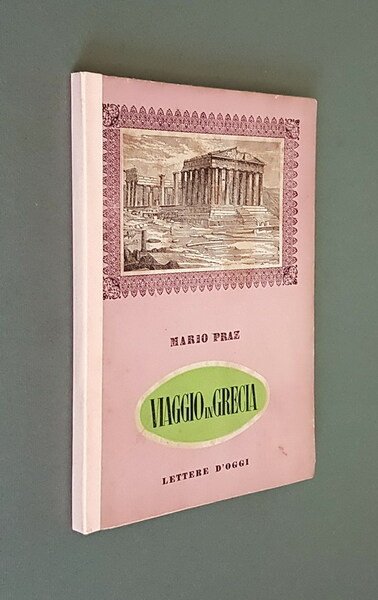 MARIO PRAZ
VIAGGIO IN GRECIA
LETTERE D'OGGI